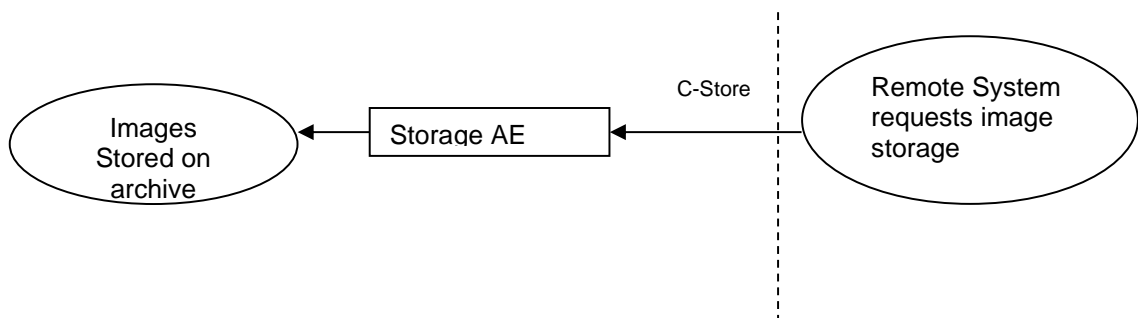 Images
Stored on
archive
Storage AE
C-Store
Remote System
requests image
storage